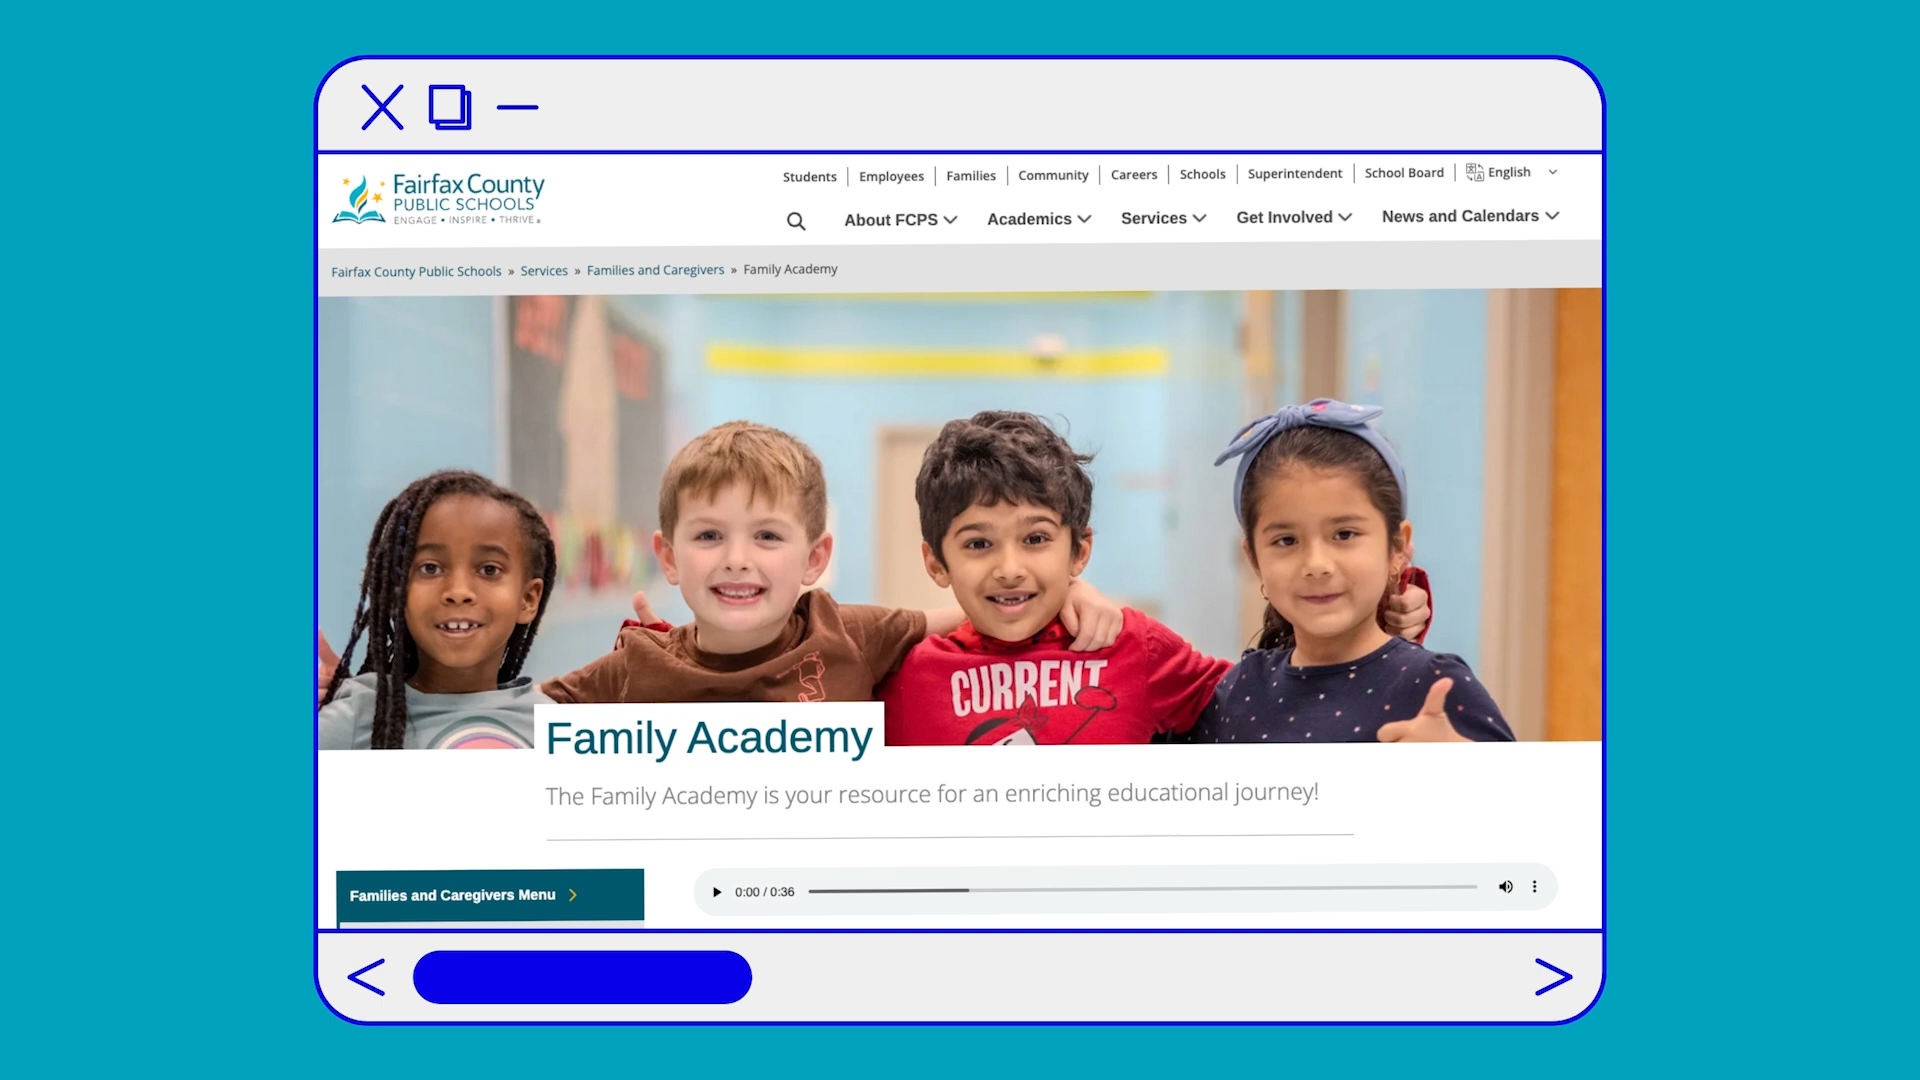 Fairfax County
PUBLIC SCHOOLS
ENGAGE • INSPIRE • THRIVE
Students | Employees | Families | Community | Careers | Schools | Superintendent | School Board | English
About FCPS Academics Services Get Involved News and Calendars
Fairfax County Public Schools » Services » Families and Caregivers » Family Academy
CURRENT
Family Academy
The Family Academy is your resource for an enriching educational journey!
Families and Caregivers Menu
0:00 / 0:36